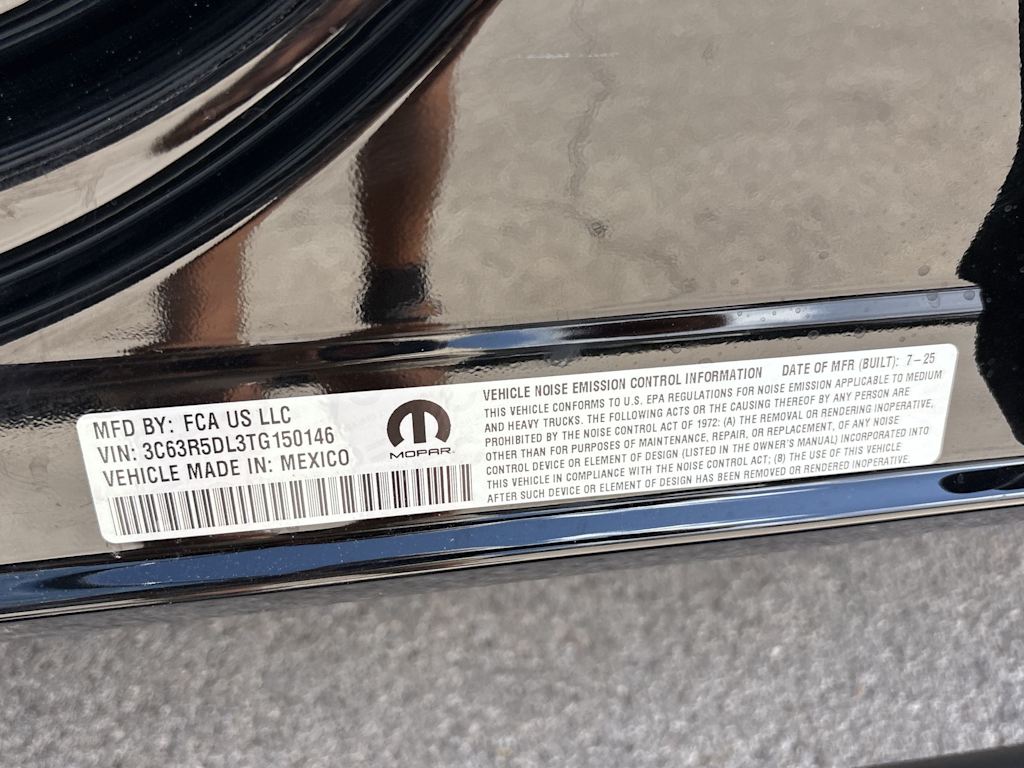 MFD BY: FCA US LLC
VIN: 3C63R5DL3TG150146
VEHICLE MADE IN: MEXICO
MOPAR.
VEHICLE NOISE EMISSION CONTROL INFORMATION DATE OF MFR (BUILT): 7-25
THIS VEHICLE CONFORMS TO U.S. EPA REGULATIONS FOR NOISE EMISSION APPLICABLE TO MEDIUM
AND HEAVY TRUCKS. THE FOLLOWING ACTS OR THE CAUSING THEREOF BY ANY PERSON ARE
PROHIBITED BY THE NOISE CONTROL ACT OF 1972: (A) THE REMOVAL OR RENDERING INOPERATIVE,
OTHER THAN FOR PURPOSES OF MAINTENANCE, REPAIR, OR REPLACEMENT, OF ANY NOISE
CONTROL DEVICE OR ELEMENT OF DESIGN (LISTED IN THE OWNER'S MANUAL) INCORPORATED INTO
THIS VEHICLE IN COMPLIANCE WITH THE NOISE CONTROL ACT; (B) THE USE OF THIS VEHICLE
AFTER SUCH DEVICE OR ELEMENT OF DESIGN HAS BEEN REMOVED OR RENDERED INOPERATIVE.